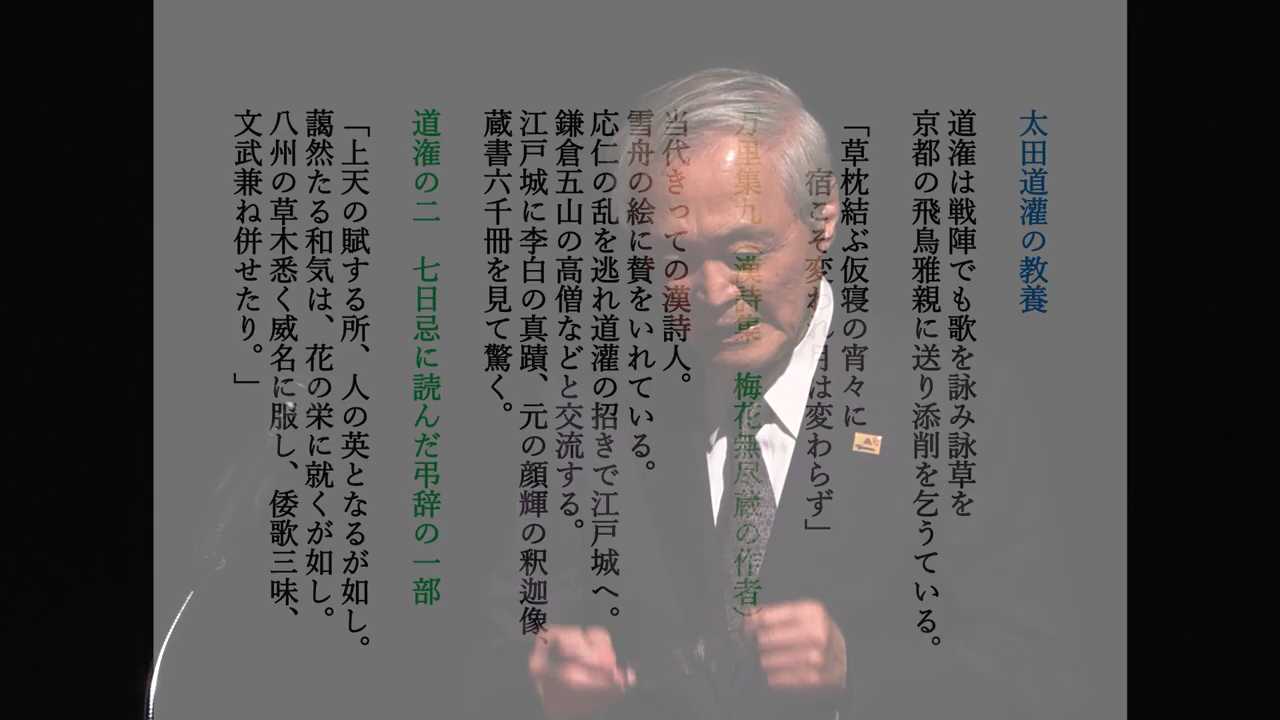 太田道灌の教養
道灌は戦陣でも歌を詠み詠草を
京都の飛鳥雅親に送り添削を乞うている。
「草枕結ぶ仮寝の宵々に
宿こそ変われ月は変わらず」
万里集九（漢詩集　梅花無尽蔵の作者）
当代きっての漢詩人。
雪舟の絵に賛をいれている。
応仁の乱を逃れ道灌の招きで江戸城へ。
鎌倉五山の高僧などと交流する。
江戸城に李白の真蹟、元の顔輝の釈迦像、
蔵書六千冊を見て驚く。
道潅の二　七日忌に読んだ弔辞の一部
「上天の賦する所、人の英となるが如し。
藹然たる和気は、花の栄に就くが如し。
八州の草木悉く威名に服し、倭歌三昧、
文武兼ね併せたり。」